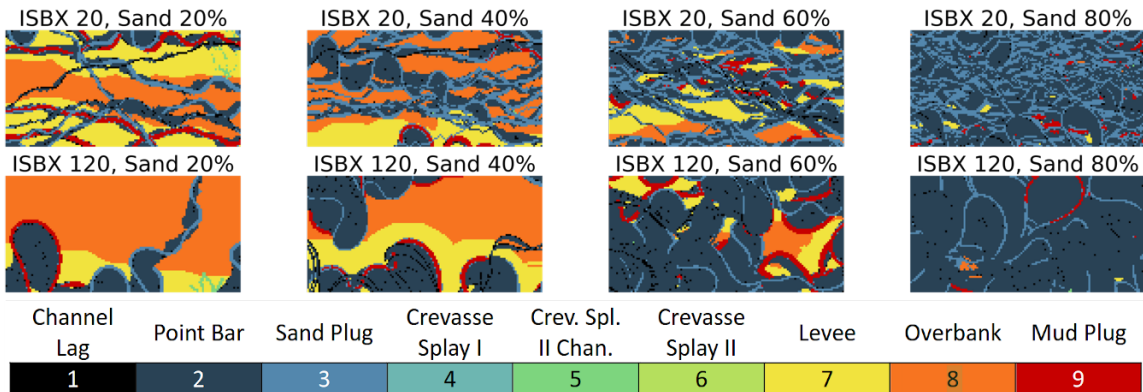 ISBX 20, Sand 20% ISBX 20, Sand 40% ISBX 20, Sand 60% ISBX 20, Sand 80%
ISBX 120, Sand 20% ISBX 120, Sand 40% ISBX 120, Sand 60% ISBX 120, Sand 80%
Channel Lag Point Bar Sand Plug Crevasse Splay I Crev. Spl. II Chan. Crevasse Splay II Levee Overbank Mud Plug
1 2 3 4 5 6 7 8 9